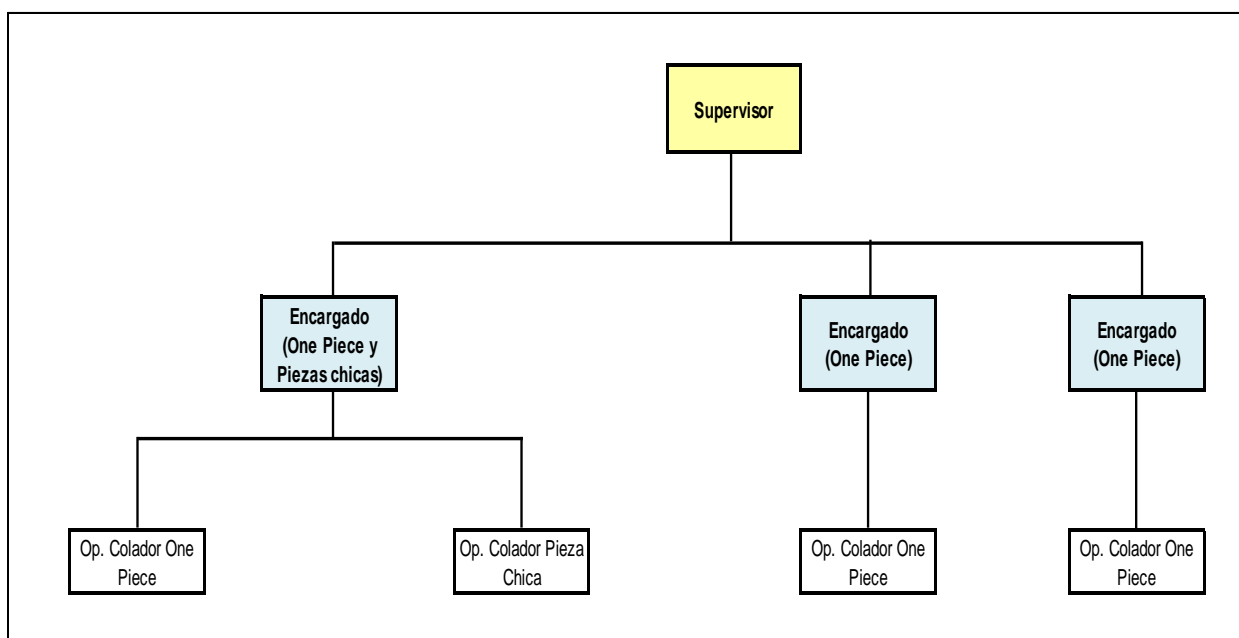 Supervisor
Encargado
(One Piece y
Piezas chicas)
Encargado
(One Piece)
Encargado
(One Piece)
Op. Colador One
Piece
Op. Colador Pieza
Chica
Op. Colador One
Piece
Op. Colador One
Piece